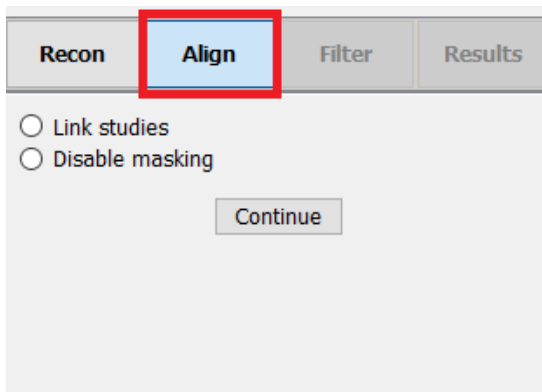 Recon Align Filter Results
Link studies
Disable masking
Continue